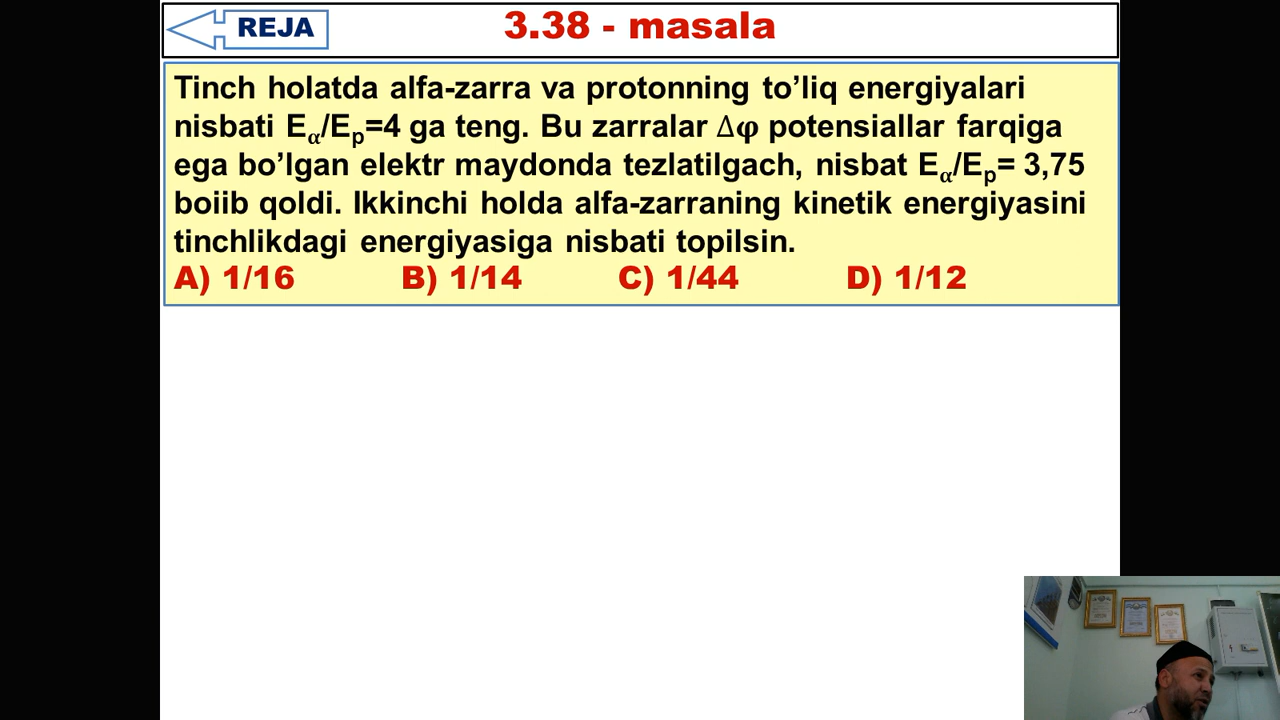 REJA
3.38 - masala
Tinch holatda alfa-zarra va protonning to’liq energiyalari
nisbati Eα/Ep=4 ga teng. Bu zarralar Δφ potensiallar farqiga
ega bo’lgan elektr maydonda tezlatilgach, nisbat Eα/Ep= 3,75
boiib qoldi. Ikkinchi holda alfa-zarraning kinetik energiyasini
tinchlikdagi energiyasiga nisbati topilsin.
A) 1/16 B) 1/14 C) 1/44 D) 1/12